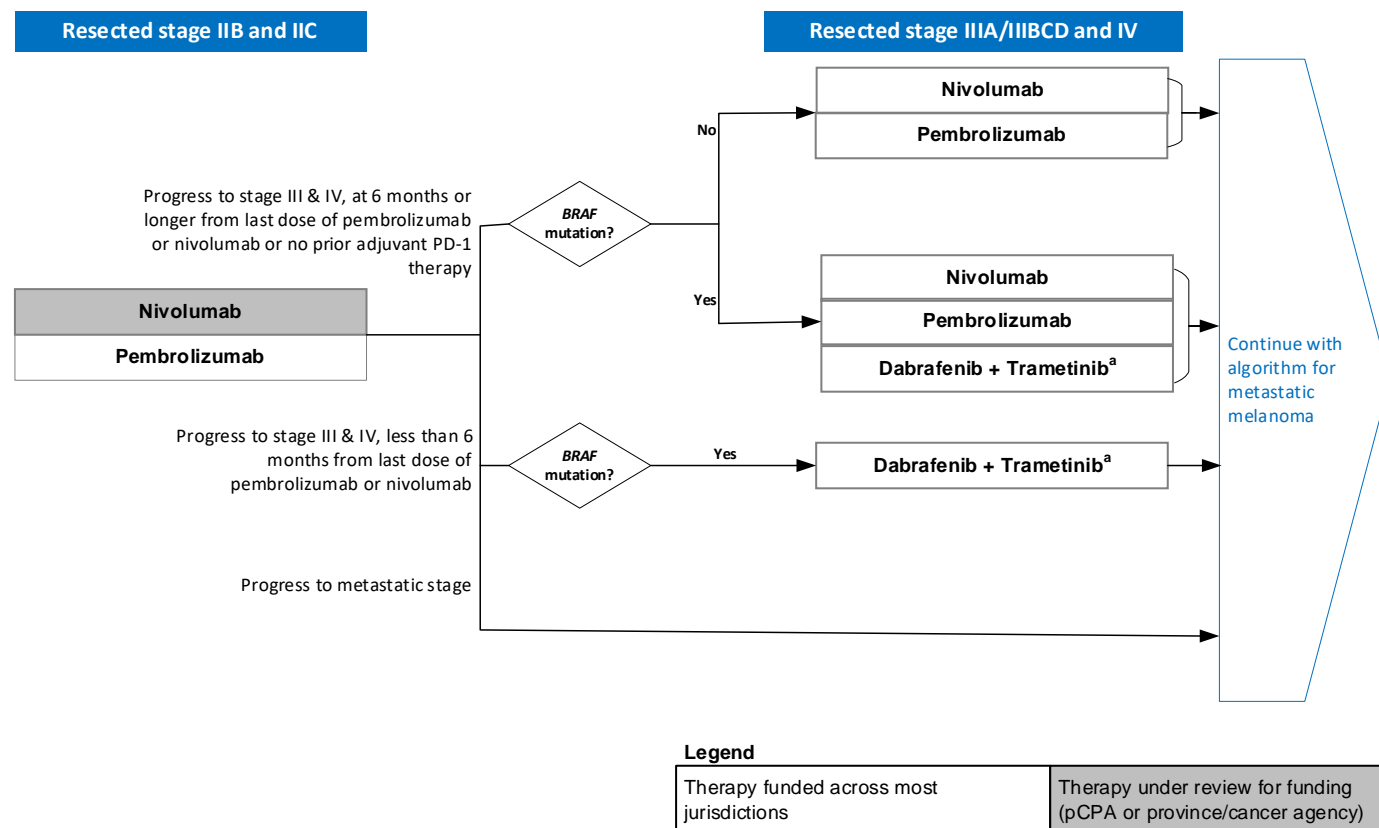 Resected stage IIB and IIC
Resected stage IIIA/IIIBCD and IV
Nivolumab
Pembrolizumab
No
Progress to stage III & IV, at 6 months or
longer from last dose of pembrolizumab
or nivolumab or no prior adjuvant PD-1
therapy
BRAF
mutation?
Yes
Nivolumab
Pembrolizumab
Dabrafenib + Trametinibᵃ
Nivolumab
Pembrolizumab
Continue with
algorithm for
metastatic
melanoma
Progress to stage III & IV, less than 6
months from last dose of
pembrolizumab or nivolumab
BRAF
mutation?
Yes
Dabrafenib + Trametinibᵃ
Progress to metastatic stage
Legend
Therapy funded across most
jurisdictions
Therapy under review for funding
(pCPA or province/cancer agency)